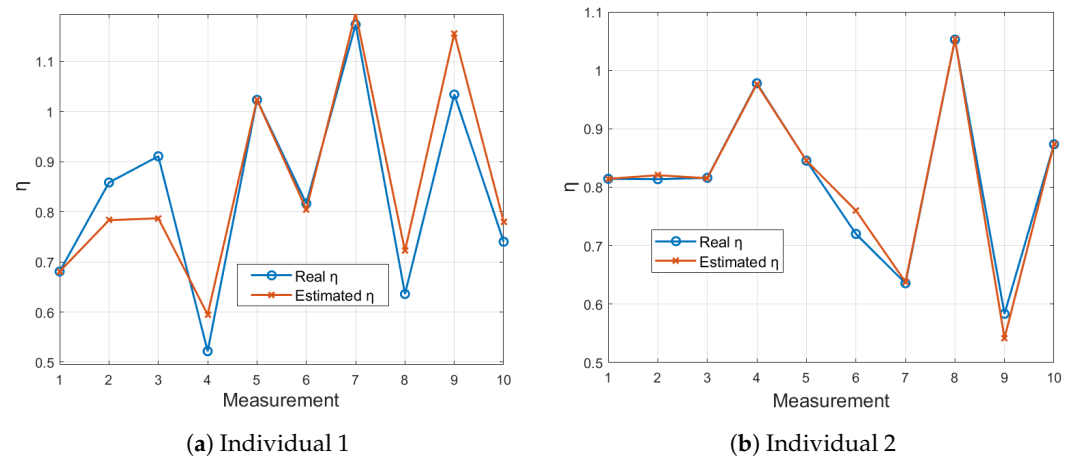 1.1
1
0.9
0.8
0.7
0.6
0.5
η
1 2 3 4 5 6 7 8 9 10
Measurement
Real η
Estimated η
(a) Individual 1
1.1
1
0.9
0.8
0.7
0.6
0.5
η
1 2 3 4 5 6 7 8 9 10
Measurement
Real η
Estimated η
(b) Individual 2